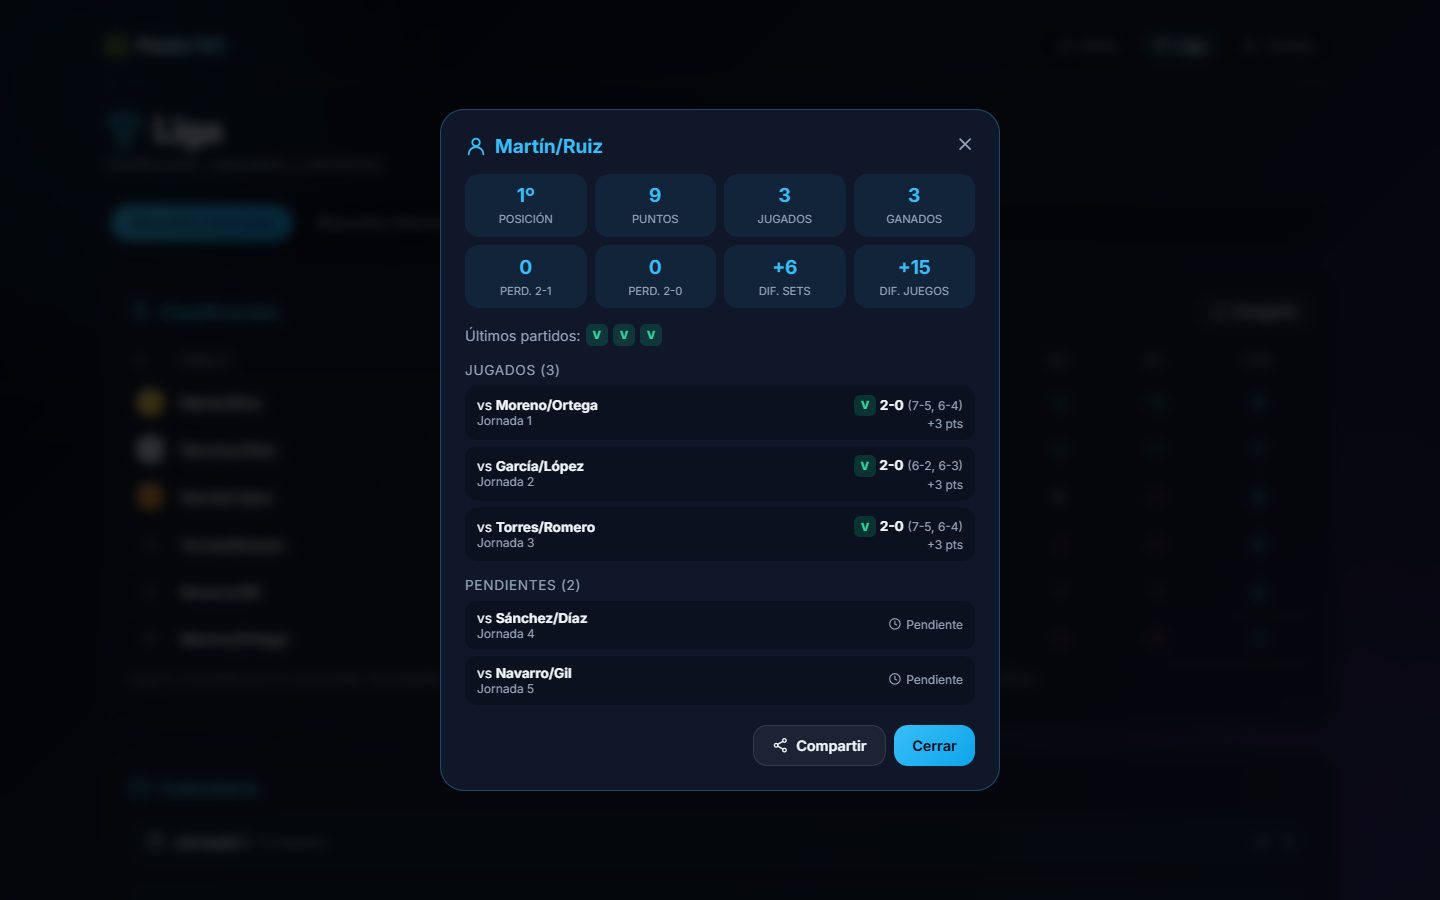 Liga
Martín/Ruiz
1º
POSICIÓN
9
PUNTOS
3
JUGADOS
3
GANADOS
0
PERD. 2-1
0
PERD. 2-0
+6
DIF. SETS
+15
DIF. JUEGOS
Últimos partidos: V V V
JUGADOS (3)
vs Moreno/Ortega
Jornada 1
V 2-0 (7-5, 6-4)
+3 pts
vs García/López
Jornada 2
V 2-0 (6-2, 6-3)
+3 pts
vs Torres/Romero
Jornada 3
V 2-0 (7-5, 6-4)
+3 pts
PENDIENTES (2)
vs Sánchez/Díaz
Jornada 4
Pendiente
vs Navarro/Gil
Jornada 5
Pendiente
Compartir
Cerrar